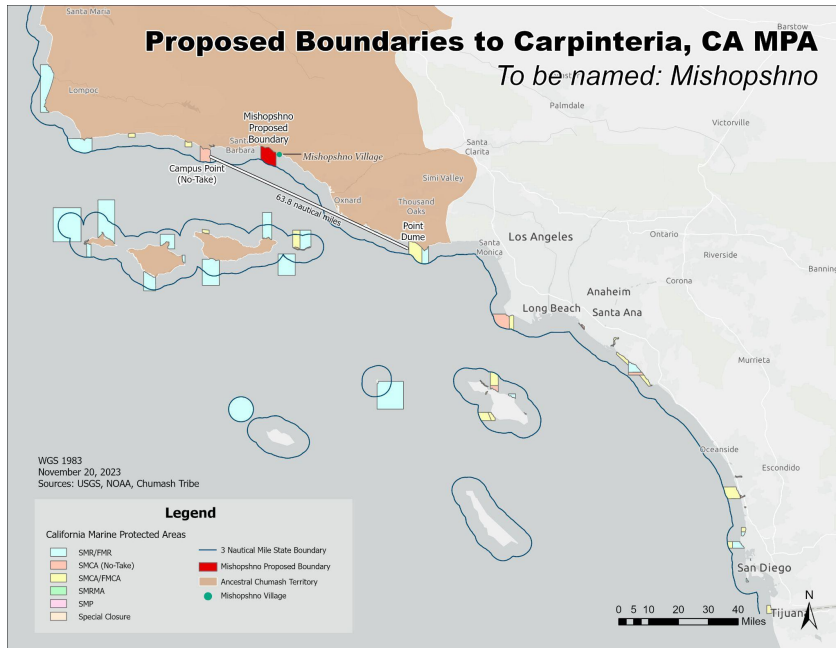 Santa Maria
Barstow
Proposed Boundaries to Carpinteria, CA MPA
To be named: Mishopshno
Lompoc
Palmdale
Victorville
Mishopshno
Proposed
Boundary
Santa
Barbara
Mishopshno Village
Santa
Clarita
Campus Point
(No-Take)
Simi Valley
63.8 nautical miles
Oxnard
Thousand
Oaks
Point
Dume
Santa
Monica
Los Angeles
Ontario
Riverside
Banning
Corona
Anaheim
Long Beach
Santa Ana
Murrieta
Oceanside
Escondido
WGS 1983
November 20, 2023
Sources: USGS, NOAA, Chumash Tribe
Legend
California Marine Protected Areas
SMR/FMR
SMCA (No-Take)
SMCA/FMCA
SMRMA
SMP
Special Closure
3 Nautical Mile State Boundary
Mishopshno Proposed Boundary
Ancestral Chumash Territory
Mishopshno Village
San Diego
Tijuana
N
0 5 10 20 30 40
Miles